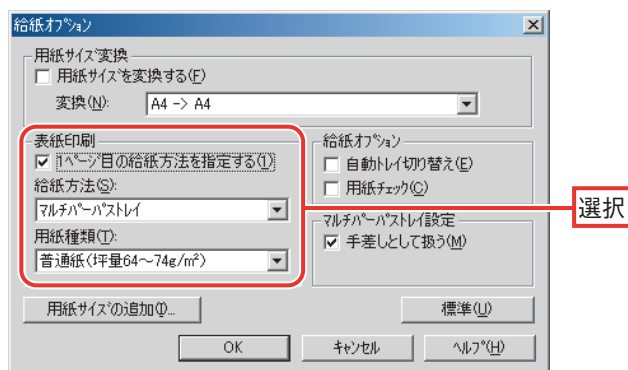 給紙ｵﾌﾟｼｮﾝ
用紙ｻｲｽﾞ変換
用紙ｻｲｽﾞを変換する(F)
変換(N): A4 -> A4
表紙印刷
1ﾍﾟｰｼﾞ目の給紙方法を指定する(1)
給紙方法(S):
ﾏﾙﾁﾊﾟｰﾊﾟｽﾄﾚｲ
用紙種類(T):
普通紙(坪量64～74g/m²)
給紙ｵﾌﾟｼｮﾝ
自動ﾄﾚｲ切り替え(E)
用紙ﾁｪｯｸ(C)
ﾏﾙﾁﾊﾟｰﾊﾟｽﾄﾚｲ設定
手差しとして扱う(M)
選択
用紙ｻｲｽﾞの追加(I)...
標準(U)
OK
ｷｬﾝｾﾙ
ﾍﾙﾌﾟ(H)